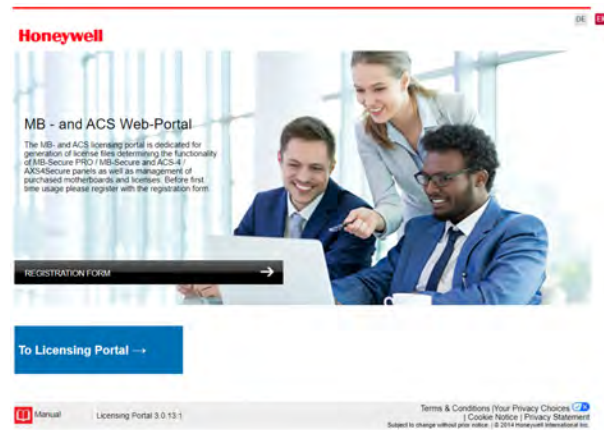 DE EN
Honeywell
MB - and ACS Web-Portal
The MB- and ACS licensing portal is dedicated for
generation of license files determining the functionality
of MB-Secure PRO / MB-Secure and ACS-4 /
AXS4Secure panels as well as management of
purchased motherboards and licenses. Before first
time usage please register with the registration form.
REGISTRATION FORM →
To Licensing Portal →
Manual
Licensing Portal 3.0.13.1
Terms & Conditions |Your Privacy Choices
| Cookie Notice | Privacy Statement
Subject to change without prior notice. | © 2014 Honeywell International Inc.